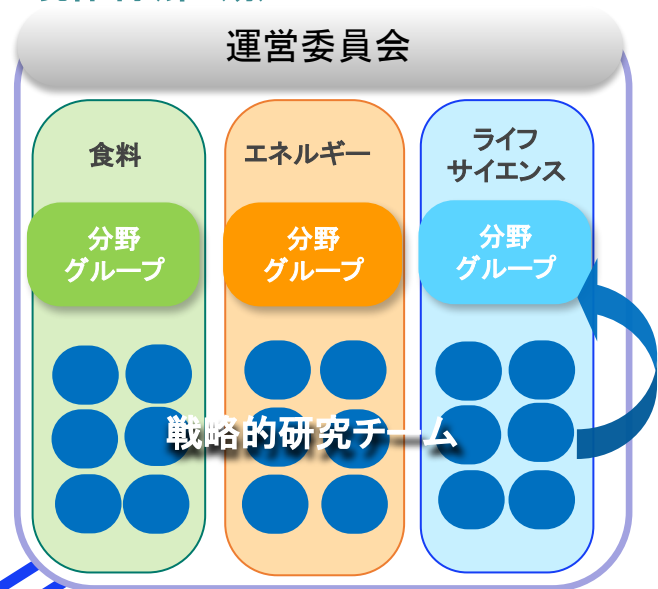 運営委員会
食料
エネルギー
ライフ
サイエンス
分野
グループ
分野
グループ
分野
グループ
戦略的研究チーム